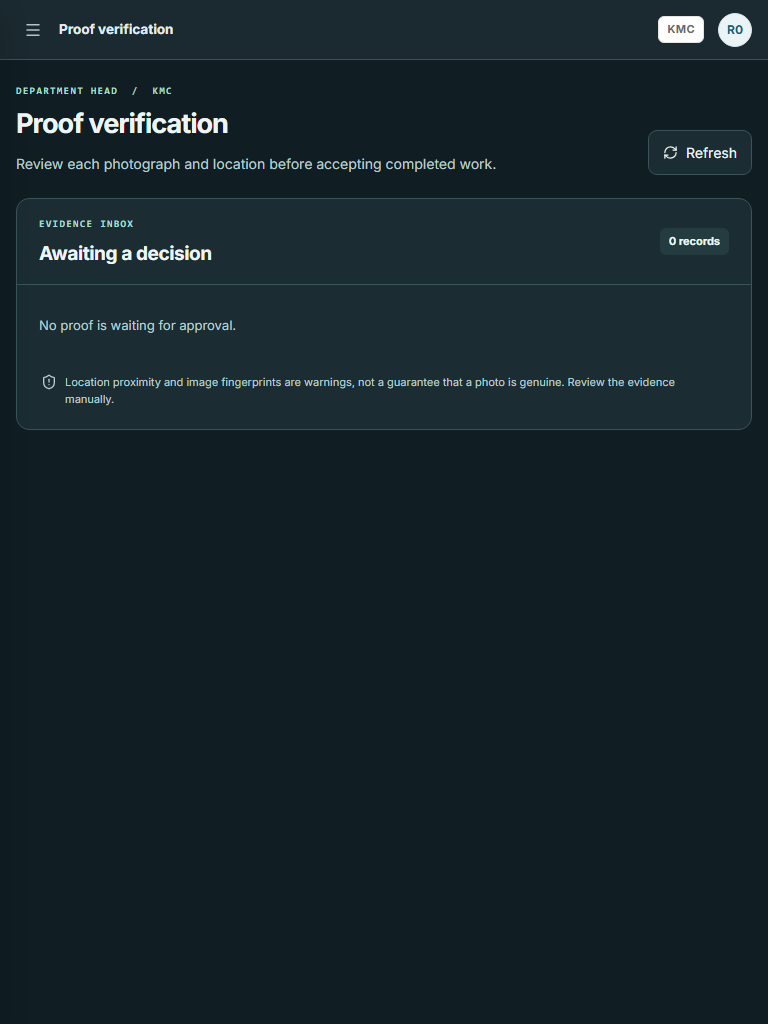 Proof verification
KMC
RO
DEPARTMENT HEAD / KMC
Proof verification
Review each photograph and location before accepting completed work.
Refresh
EVIDENCE INBOX
Awaiting a decision
0 records
No proof is waiting for approval.
Location proximity and image fingerprints are warnings, not a guarantee that a photo is genuine. Review the evidence
manually.